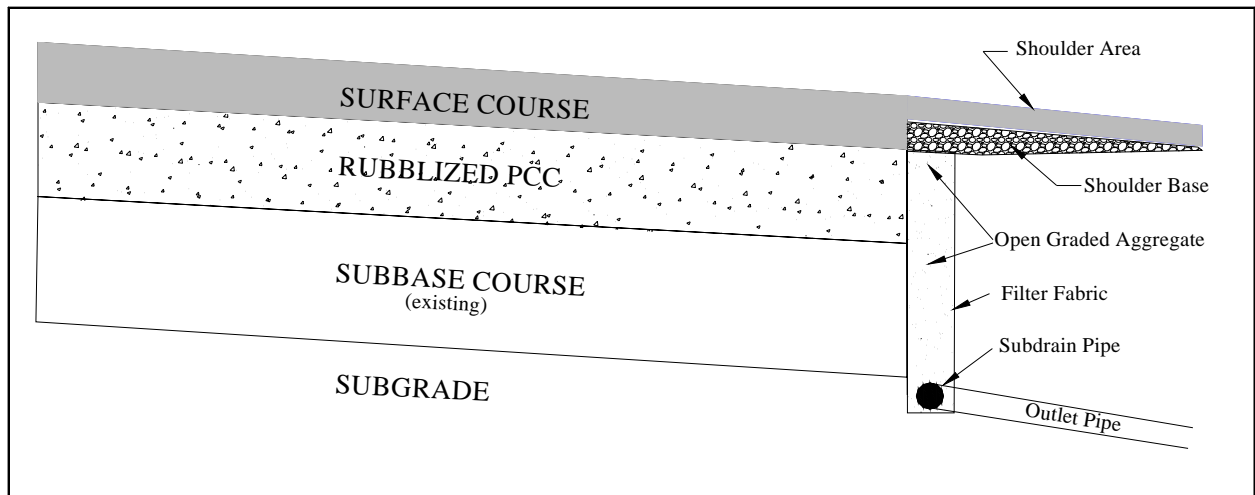 Shoulder Area
SURFACE COURSE
RUBBLIZED PCC
Shoulder Base
Open Graded Aggregate
SUBBASE COURSE
(existing)
Filter Fabric
Subdrain Pipe
SUBGRADE
Outlet Pipe